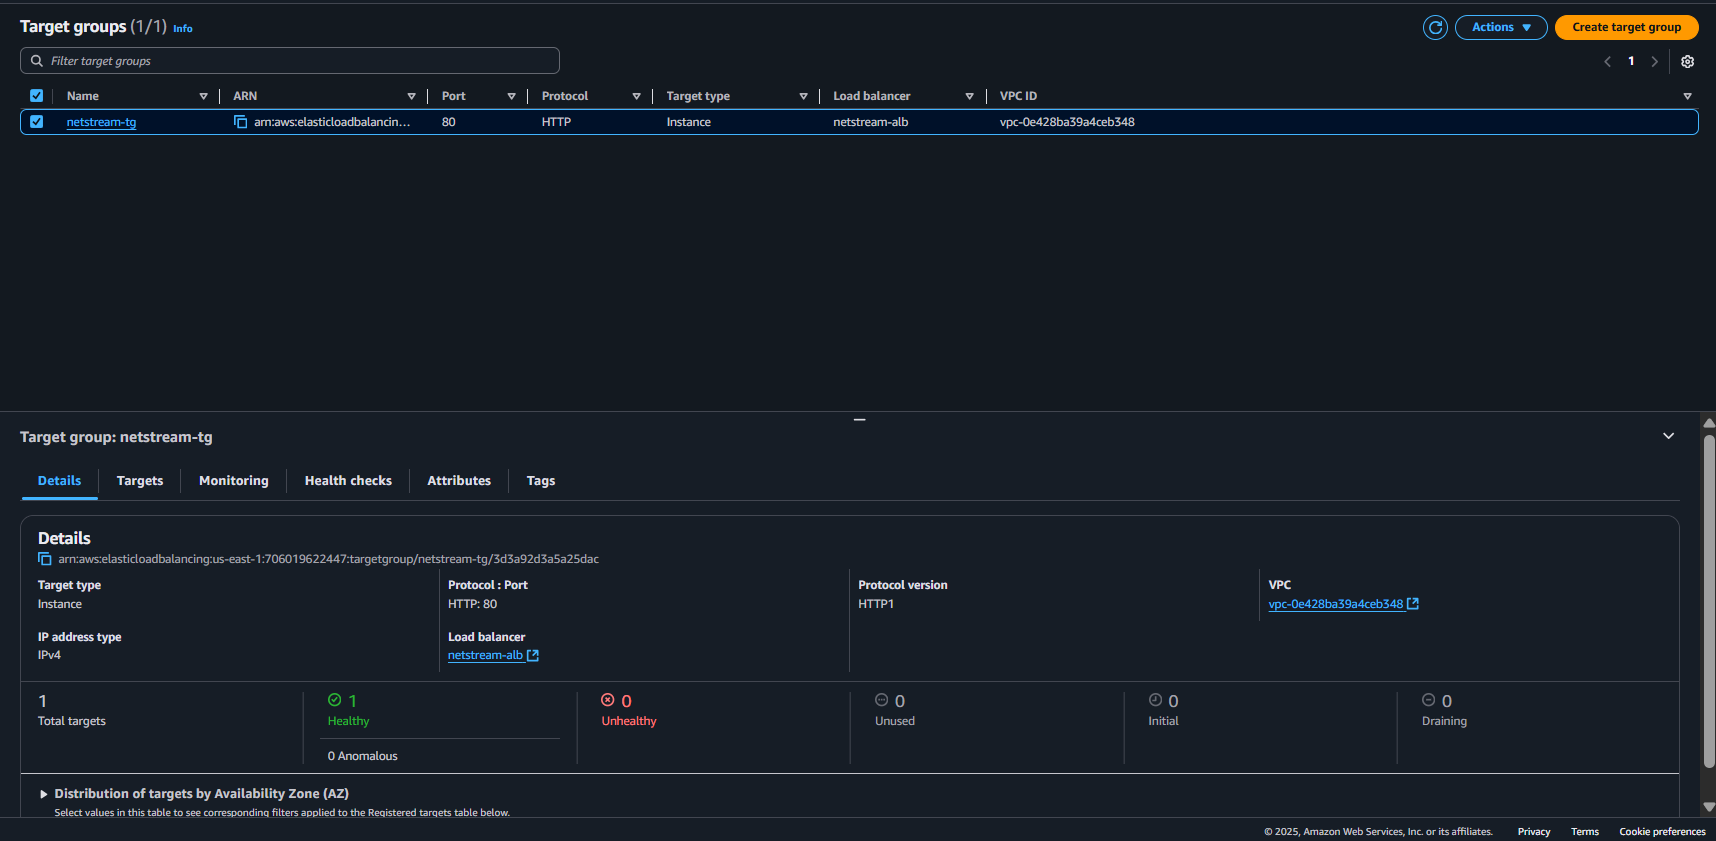 Target groups (1/1) Info
Actions
Create target group
Filter target groups
1
Name ARN Port Protocol Target type Load balancer VPC ID
netstream-tg arn:aws:elasticloadbalancin... 80 HTTP Instance netstream-alb vpc-0e428ba39a4ceb348
Target group: netstream-tg
Details Targets Monitoring Health checks Attributes Tags
Details
arn:aws:elasticloadbalancing:us-east-1:706019622447:targetgroup/netstream-tg/3d3a92d3a5a25dac
Target type Protocol : Port Protocol version VPC
Instance HTTP: 80 HTTP1 vpc-0e428ba39a4ceb348
IP address type Load balancer
IPv4 netstream-alb
1 1 0 0 0 0
Total targets Healthy Unhealthy Unused Initial Draining
0 Anomalous
Distribution of targets by Availability Zone (AZ)
Select values in this table to see corresponding filters applied to the Registered targets table below.
© 2025, Amazon Web Services, Inc. or its affiliates. Privacy Terms Cookie preferences